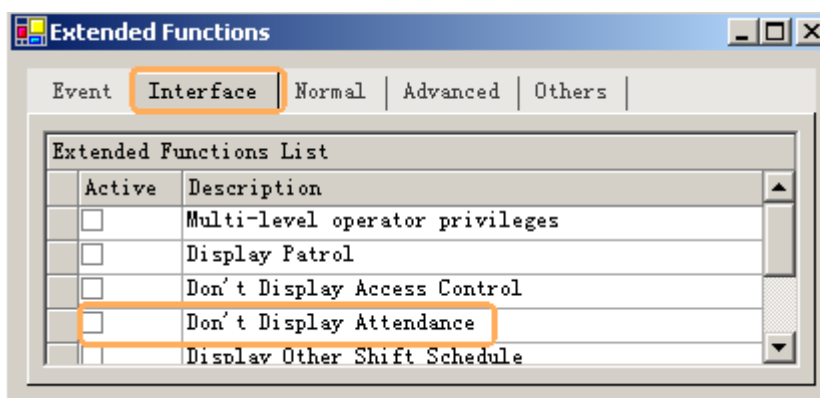 Extended Functions
Event Interface Normal Advanced Others
Extended Functions List
Active Description
Multi-level operator privileges
Display Patrol
Don't Display Access Control
Don't Display Attendance
Display Other Shift Schedule